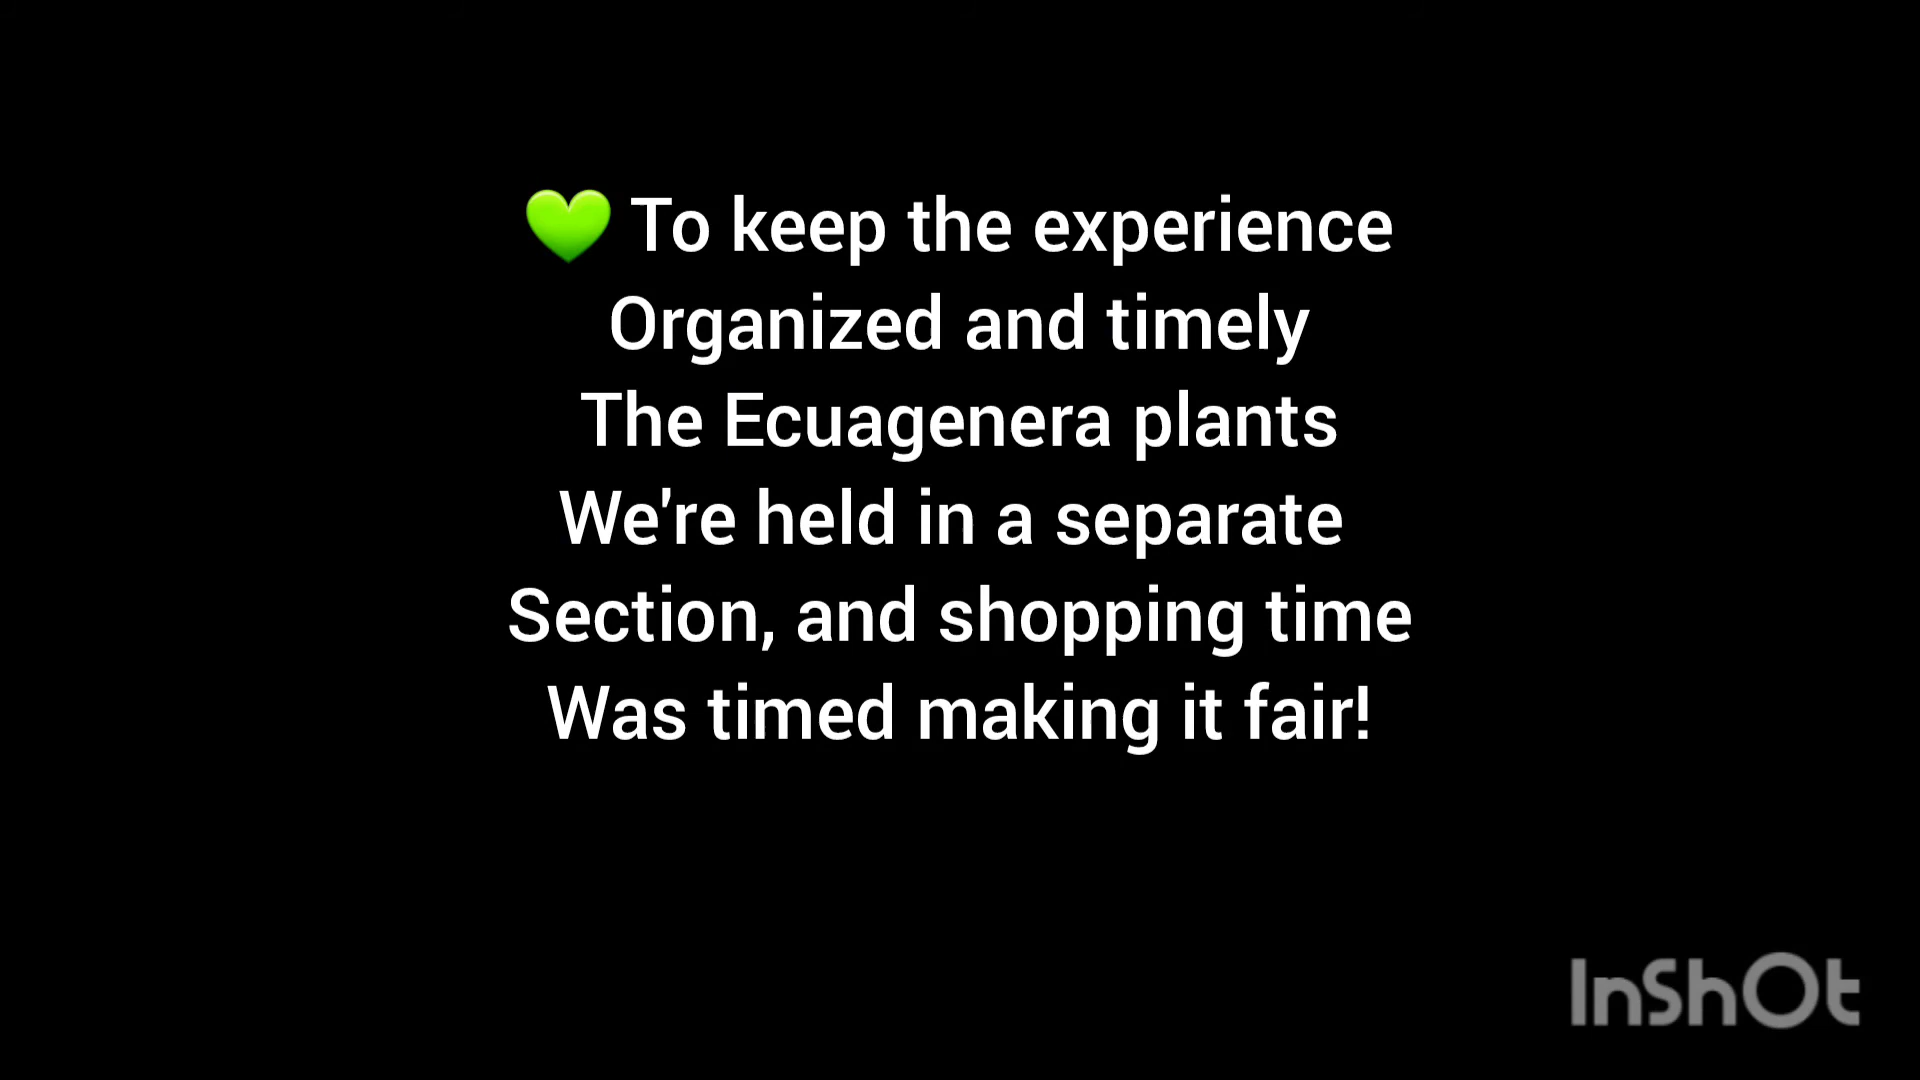 💚 To keep the experience
Organized and timely
The Ecuagenera plants
We're held in a separate
Section, and shopping time
Was timed making it fair!
InShOt